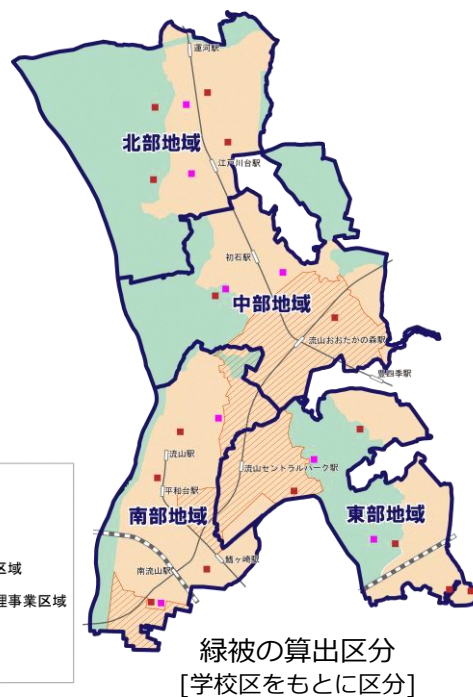 運河駅
北部地域
江戸川台駅
初石駅
中部地域
流山おおたかの森駅
豊四季駅
流山駅
流山セントラルパーク駅
平和台駅
南部地域
東部地域
鰭ヶ崎駅
南流山駅
区域
理事業区域
緑被の算出区分
[学校区をもとに区分]